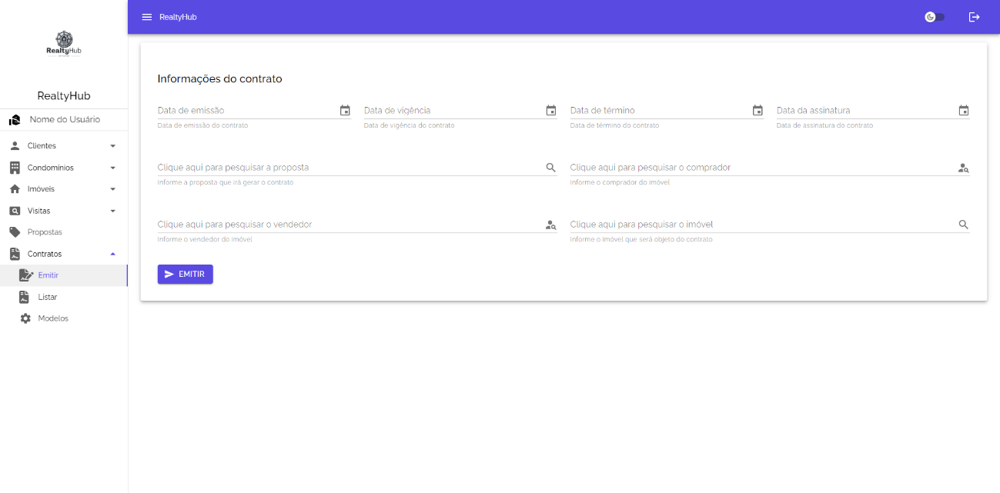 RealtyHub
RealtyHub
RealtyHub
Nome do Usuário
Clientes
Condomínios
Imóveis
Visitas
Propostas
Contratos
Emitir
Listar
Modelos
Informações do contrato
Data de emissão
Data de emissão do contrato
Data de vigência
Data de vigência do contrato
Data de término
Data de término do contrato
Data da assinatura
Data de assinatura do contrato
Clique aqui para pesquisar a proposta
Informe a proposta que irá gerar o contrato
Clique aqui para pesquisar o comprador
Informe o comprador do imóvel
Clique aqui para pesquisar o vendedor
Informe o vendedor do imóvel
Clique aqui para pesquisar o imóvel
Informe o imóvel que será objeto do contrato
EMITIR